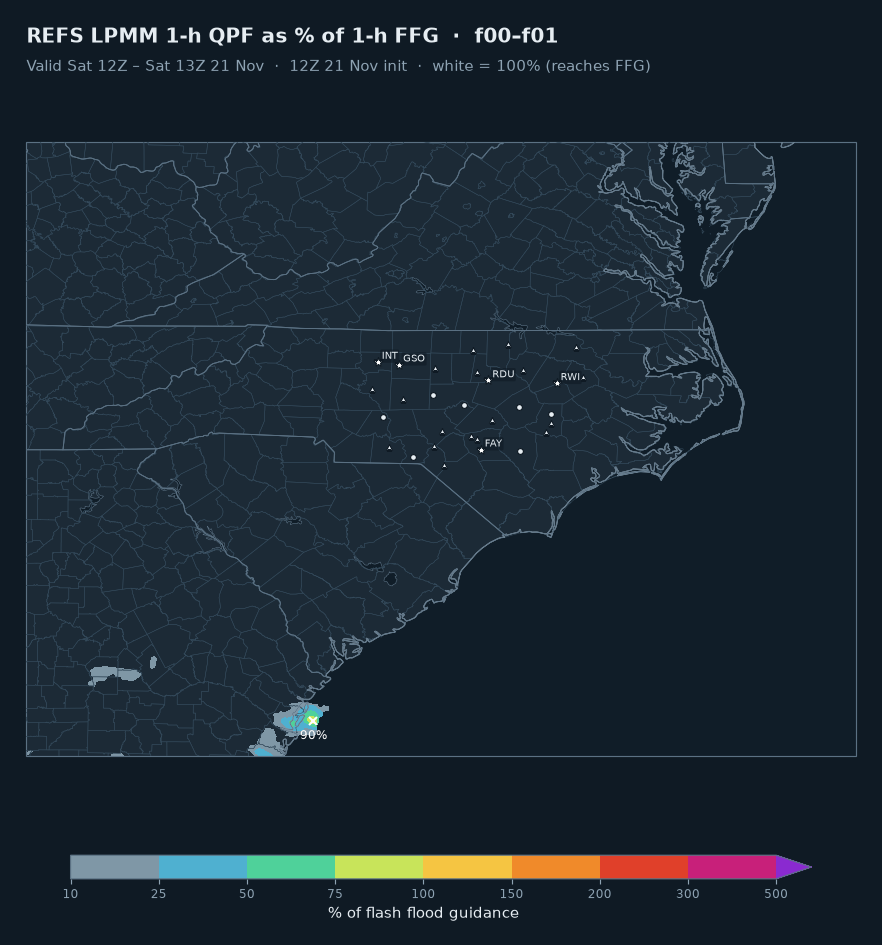 REFS LPMM 1-h QPF as % of 1-h FFG · f00–f01
Valid Sat 12Z – Sat 13Z 21 Nov · 12Z 21 Nov init · white = 100% (reaches FFG)
INT
GSO
RDU
RWI
FAY
90%
10 25 50 75 100 150 200 300 500
% of flash flood guidance